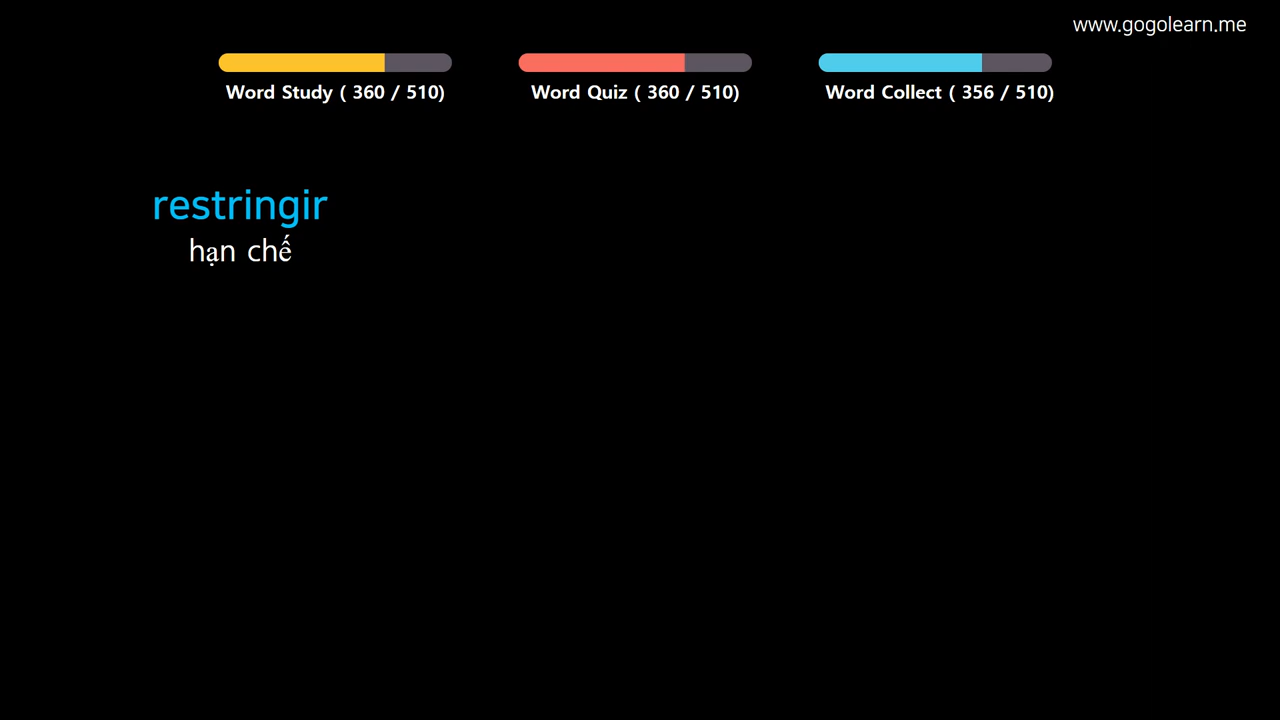 www.gogolearn.me
Word Study ( 360 / 510)
Word Quiz ( 360 / 510)
Word Collect ( 356 / 510)
restringir
hạn chế